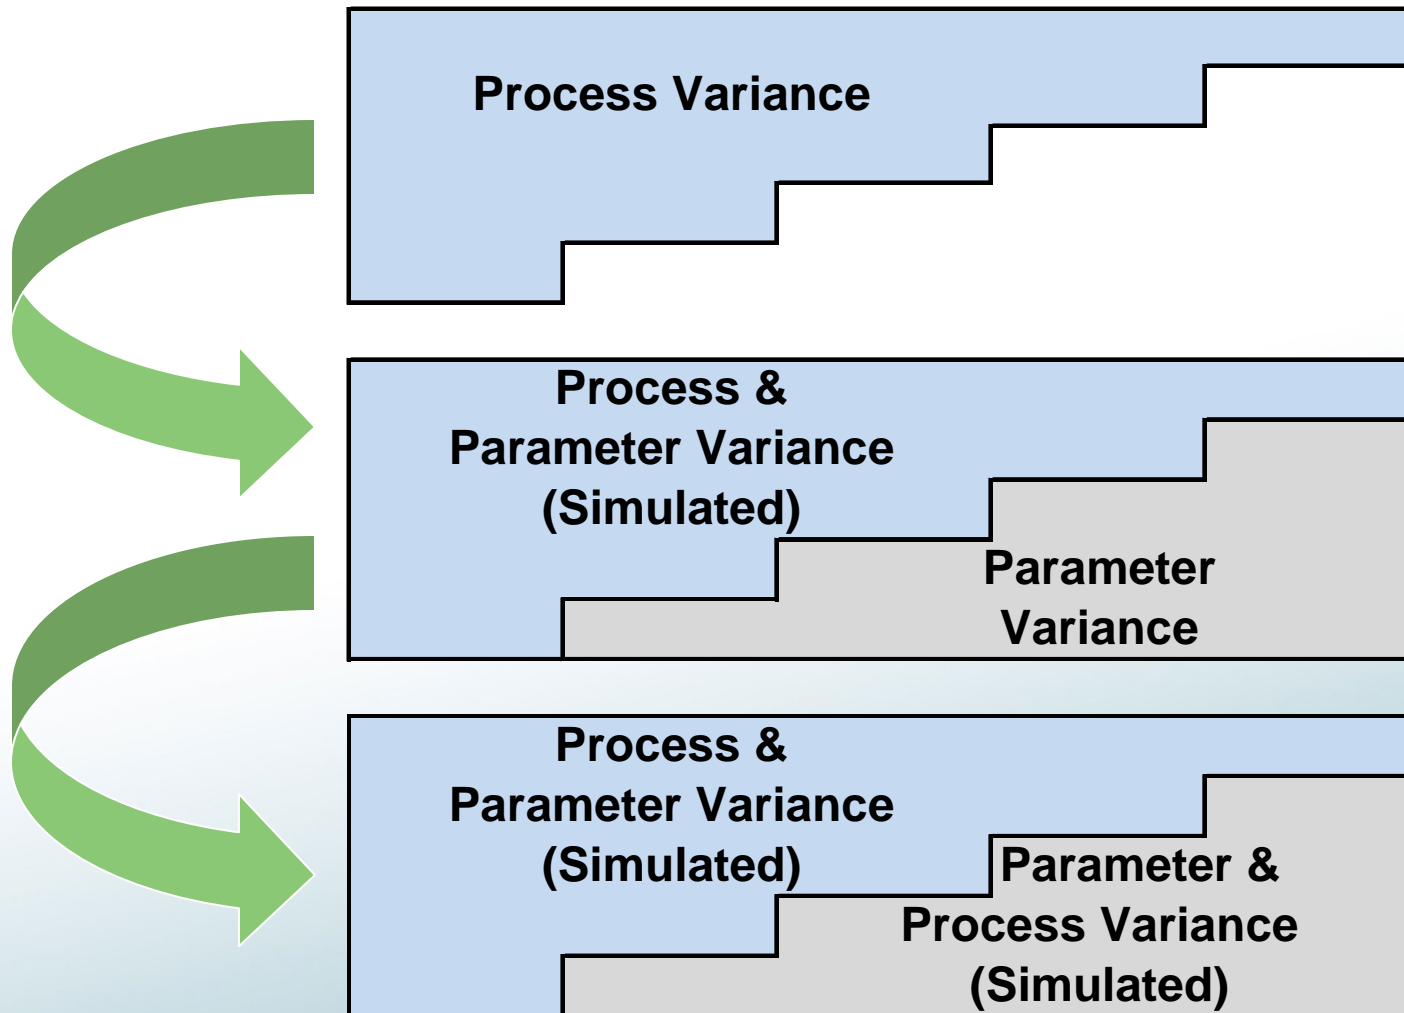 Process Variance
Process &
Parameter Variance
(Simulated)
Parameter
Variance
Process &
Parameter Variance
(Simulated)
Parameter &
Process Variance
(Simulated)